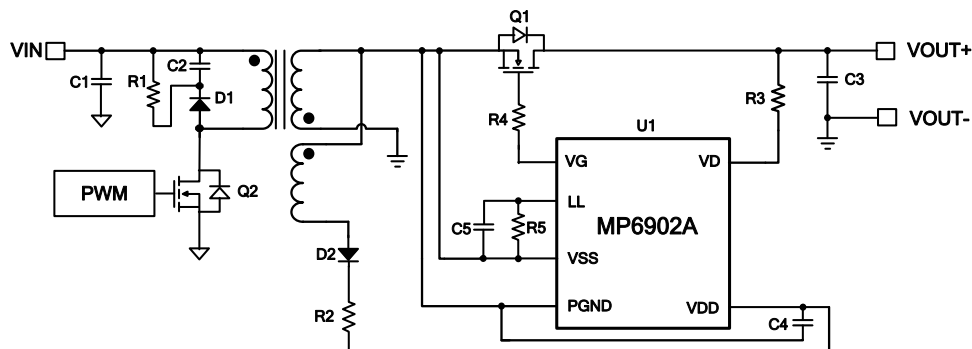 Q1
VIN
VOUT+
C1
R1
C2
D1
R4
R3
C3
U1
VOUT-
VG
VD
PWM
Q2
LL
C5
R5
MP6902A
VSS
D2
PGND
VDD
R2
C4